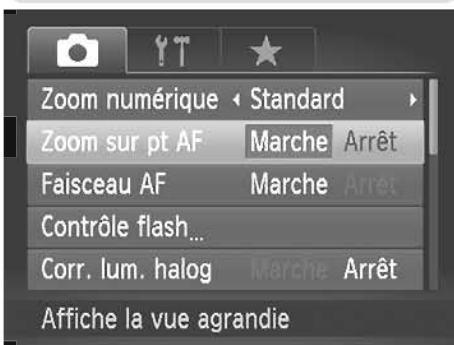 Zoom numérique Standard
Zoom sur pt AF Marche Arrêt
Faisceau AF Marche Arrêt
Contrôle flash...
Corr. lum. halog Marche Arrêt
Affiche la vue agrandie